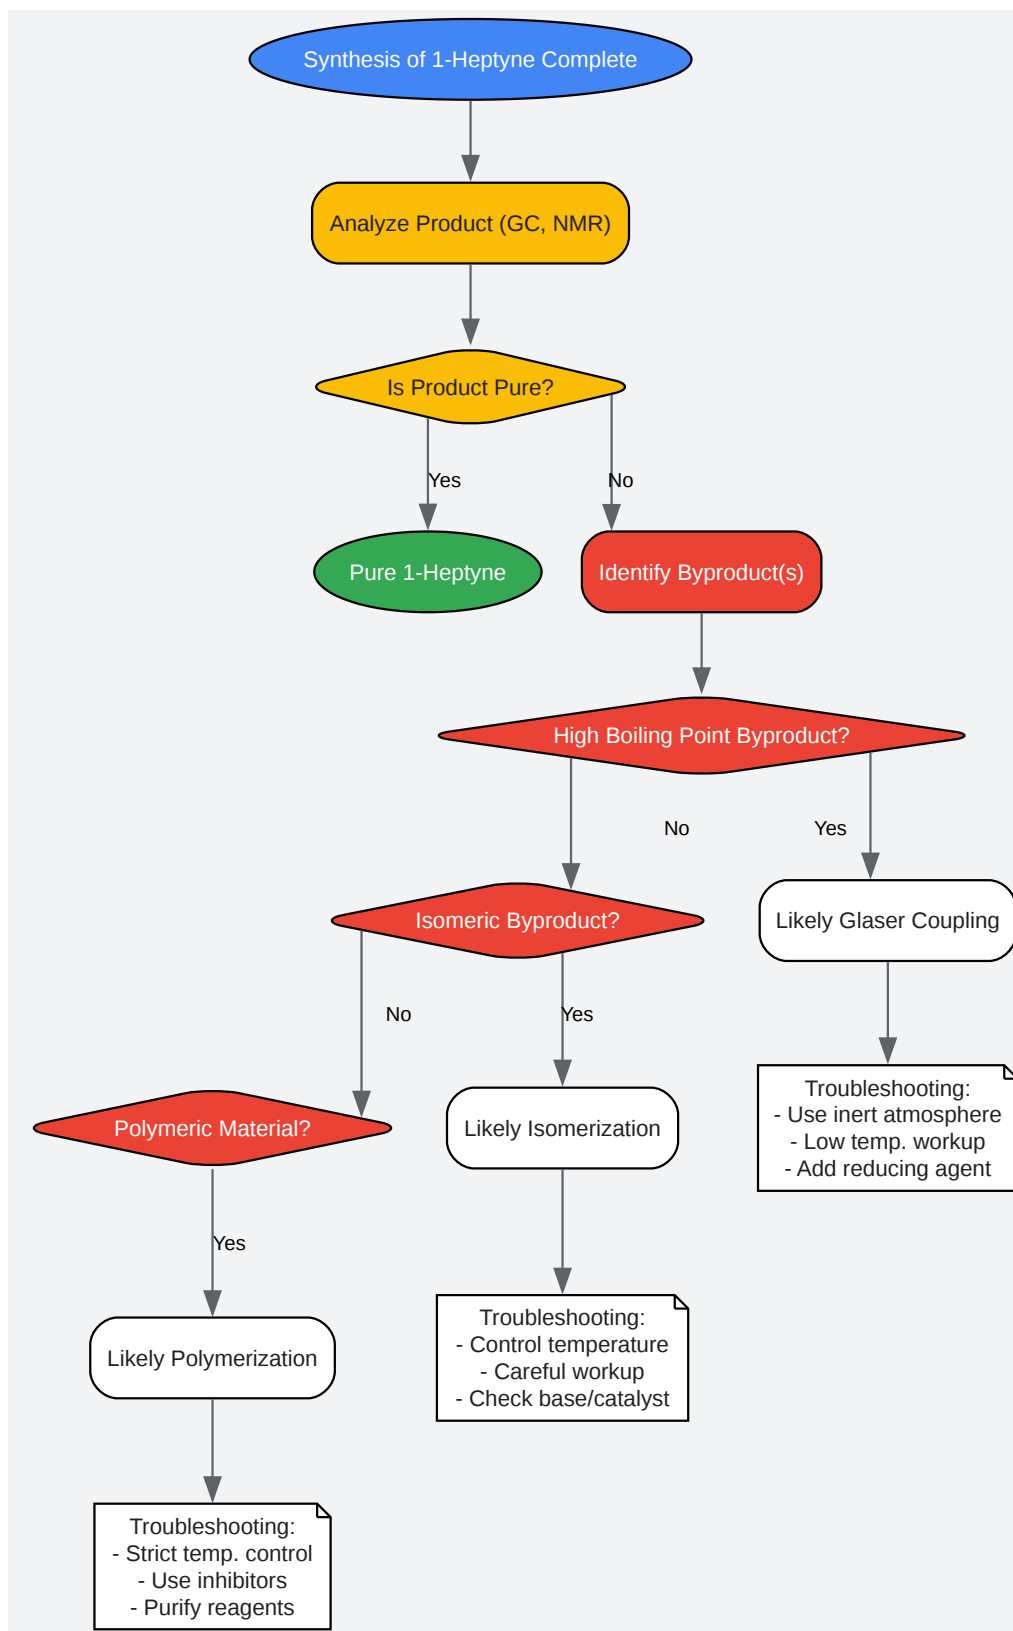 Synthesis of 1-Heptyne Complete
Analyze Product (GC, NMR)
Is Product Pure?
Yes
No
Pure 1-Heptyne
Identify Byproduct(s)
High Boiling Point Byproduct?
No
Yes
Isomeric Byproduct?
Likely Glaser Coupling
No
Yes
Troubleshooting:
- Use inert atmosphere
- Low temp. workup
- Add reducing agent
Polymeric Material?
Likely Isomerization
Yes
Troubleshooting:
- Control temperature
- Careful workup
- Check base/catalyst
Likely Polymerization
Troubleshooting:
- Strict temp. control
- Use inhibitors
- Purify reagents